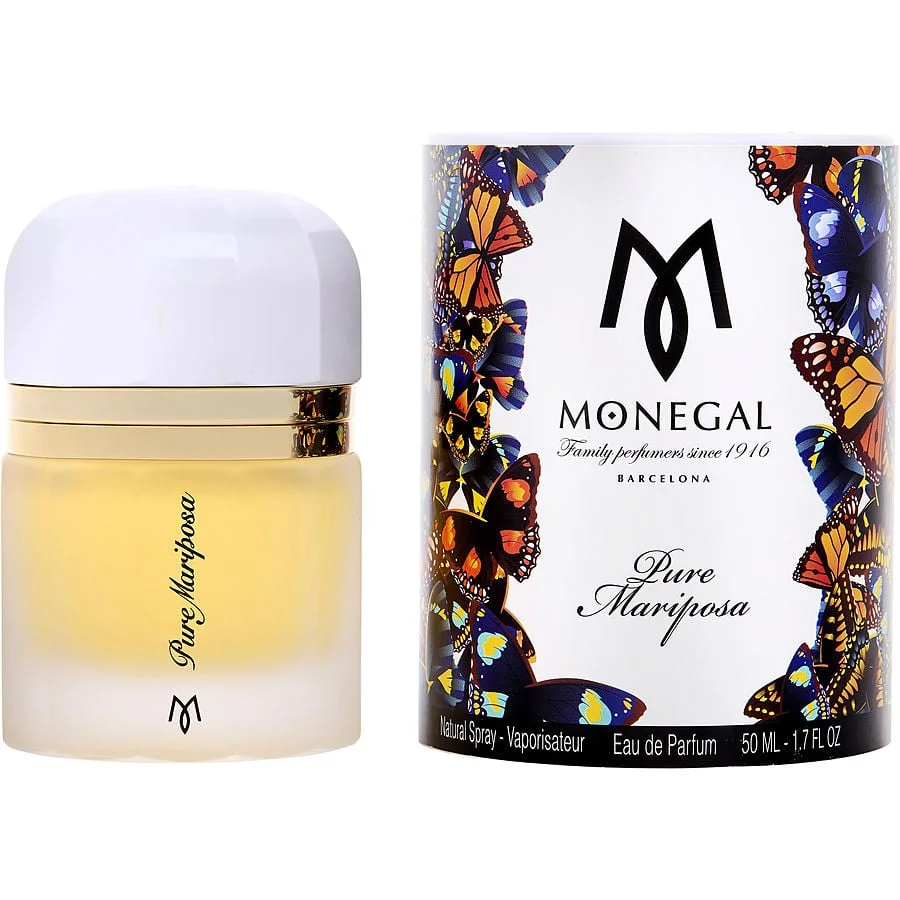 Pure Mariposa
M
MONEGAL
Family perfumers since 1916
BARCELONA
Pure
Mariposa
Natural Spray - Vaporisateur Eau de Parfum 50 ML - 1.7 FL OZ